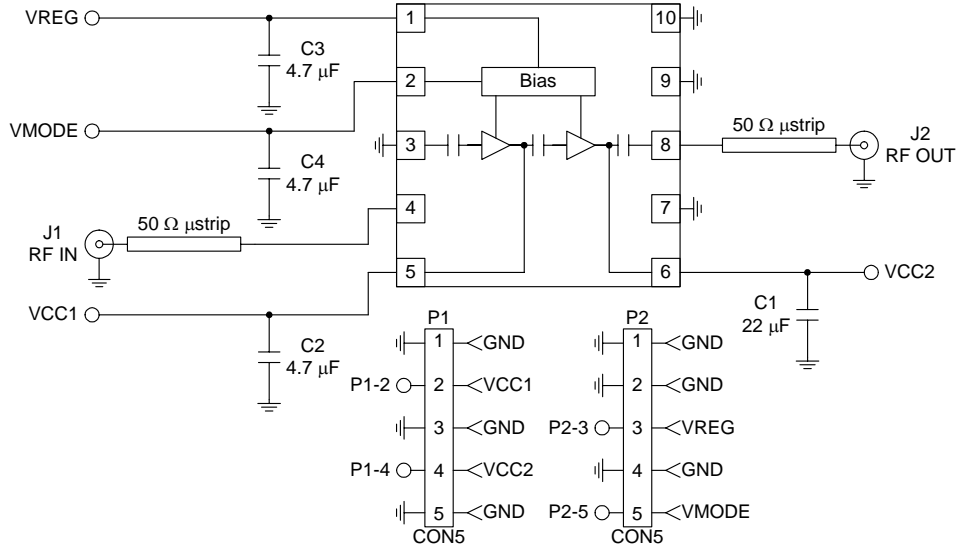 VREG
1
10
C3
4.7 µF
2
Bias
9
VMODE
3
8
50 Ω µstrip
J2
RF OUT
C4
4.7 µF
4
7
50 Ω µstrip
J1
RF IN
5
6
VCC2
VCC1
C1
22 µF
C2
4.7 µF
P1
1
GND
P1-2
2
VCC1
3
GND
P1-4
4
VCC2
5
GND
CON5
P2
1
GND
2
GND
P2-3
3
VREG
4
GND
P2-5
5
VMODE
CON5